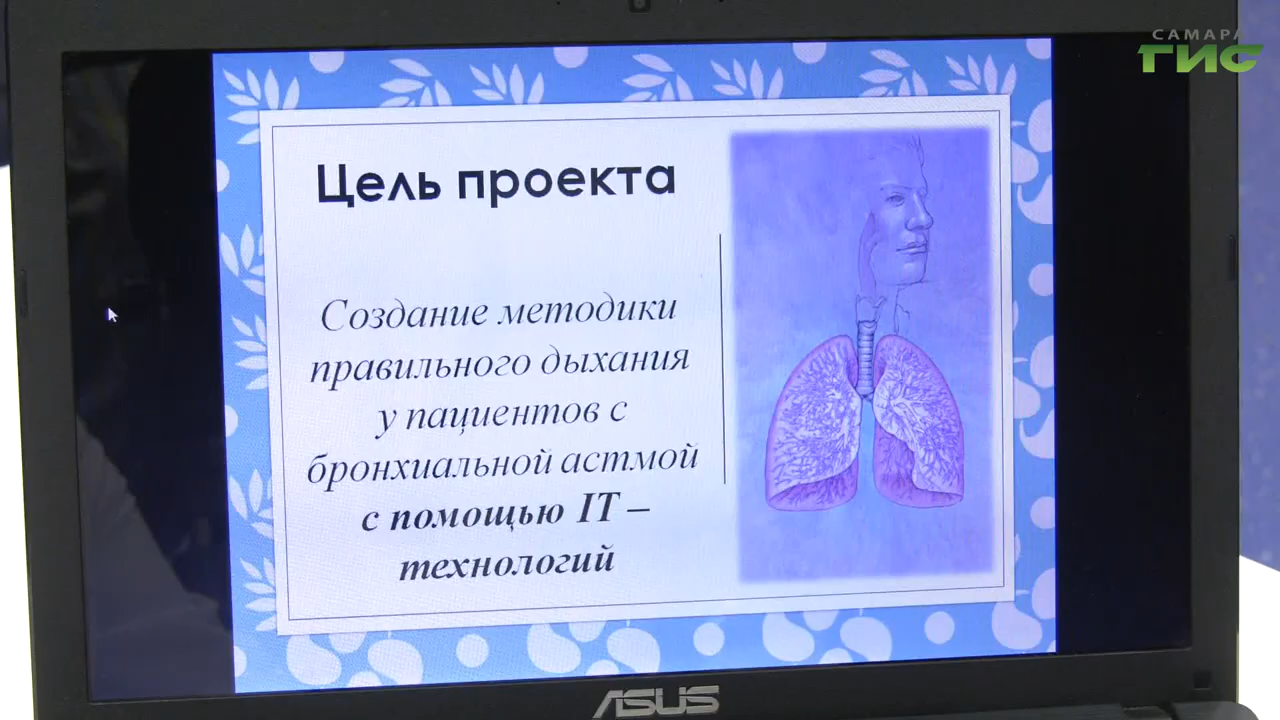 САМАРА
ГИС
Цель проекта
Создание методики
правильного дыхания
у пациентов с
бронхиальной астмой
с помощью IT –
технологий
ASUS